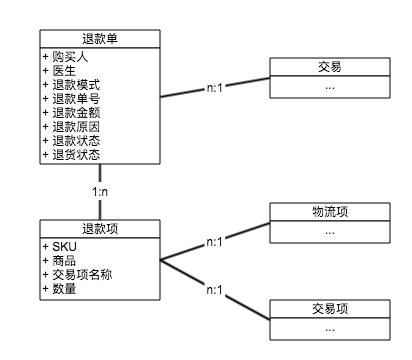 退款单
+ 购买人
+ 医生
+ 退款模式
+ 退款单号
+ 退款金额
+ 退款原因
+ 退款状态
+ 退货状态
n:1
交易
...
1:n
退款项
+ SKU
+ 商品
+ 交易项名称
+ 数量
n:1
物流项
...
n:1
交易项
...